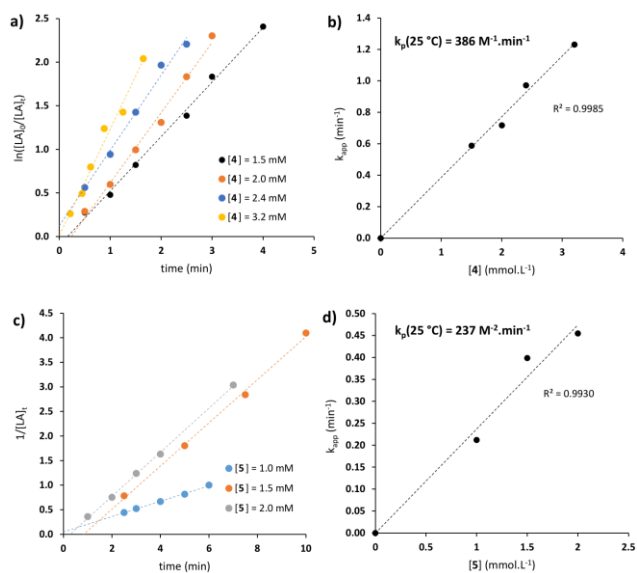 a)
ln([LA]₀/[LA]ₜ)
2.5
2.0
1.5
1.0
0.5
0.0
0 1 2 3 4 5
time (min)
[4] = 1.5 mM
[4] = 2.0 mM
[4] = 2.4 mM
[4] = 3.2 mM
b)
kₚ(25 °C) = 386 M⁻¹.min⁻¹
R² = 0.9985
kₐₚₚ (min⁻¹)
1.4
1.2
1.0
0.8
0.6
0.4
0.2
0.0
0 1 2 3 4
[4] (mmol.L⁻¹)
c)
1/[LA]ₜ
4.5
4.0
3.5
3.0
2.5
2.0
1.5
1.0
0.5
0.0
0 2 4 6 8 10
time (min)
[5] = 1.0 mM
[5] = 1.5 mM
[5] = 2.0 mM
d)
kₚ(25 °C) = 237 M⁻².min⁻¹
R² = 0.9930
kₐₚₚ (min⁻¹)
0.50
0.45
0.40
0.35
0.30
0.25
0.20
0.15
0.10
0.05
0.00
0 0.5 1 1.5 2 2.5
[5] (mmol.L⁻¹)